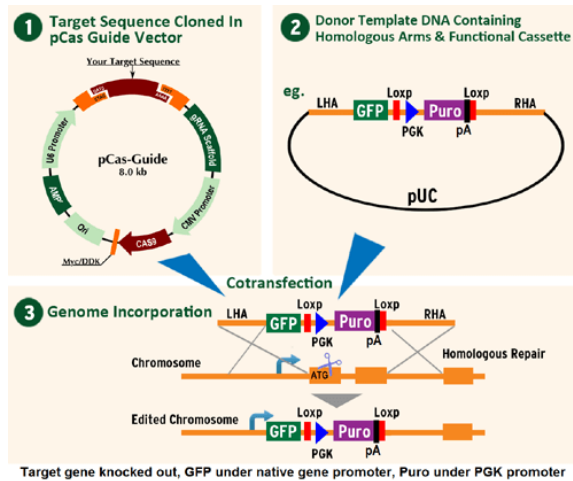 1 Target Sequence Cloned In
pCas Guide Vector
Your Target Sequence
U6 Promoter
gRNA Scaffold
pCas-Guide
8.0 kb
AMPʳ
CMV Promoter
Ori
CAS9
Myc/DDK
2 Donor Template DNA Containing
Homologous Arms & Functional Cassette
eg.
Loxp Loxp
LHA GFP Puro RHA
PGK pA
pUC
Cotransfection
3 Genome Incorporation
LHA Loxp Loxp RHA
GFP Puro
PGK pA
Chromosome Homologous Repair
ATG
Edited Chromosome Loxp Loxp
GFP Puro
PGK pA
Target gene knocked out, GFP under native gene promoter, Puro under PGK promoter